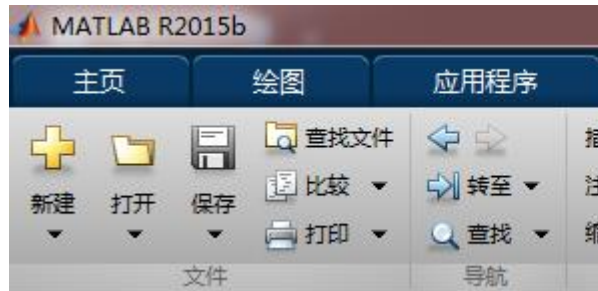 MATLAB R2015b
主页 绘图 应用程序
新建 打开 保存 查找文件 比较 打印
转至 查找
文件 导航